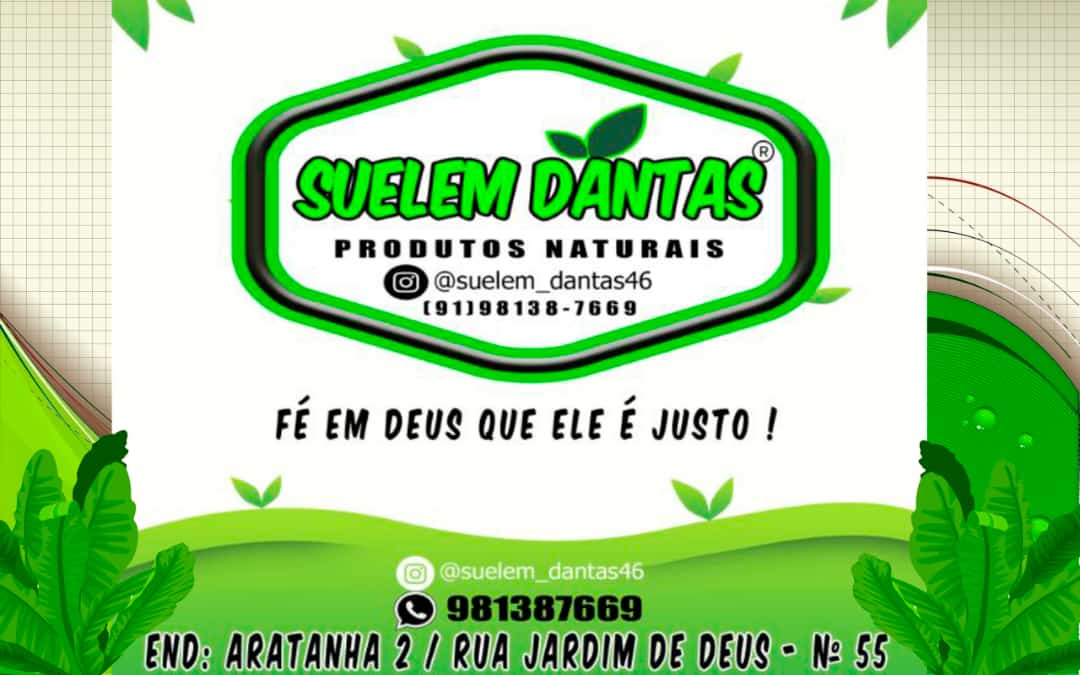 SUELEM DANTAS ®
PRODUTOS NATURAIS
@suelem_dantas46
(91)98138-7669
FÉ EM DEUS QUE ELE É JUSTO !
@suelem_dantas46
981387669
END: ARATANHA 2 / RUA JARDIM DE DEUS - Nº 55